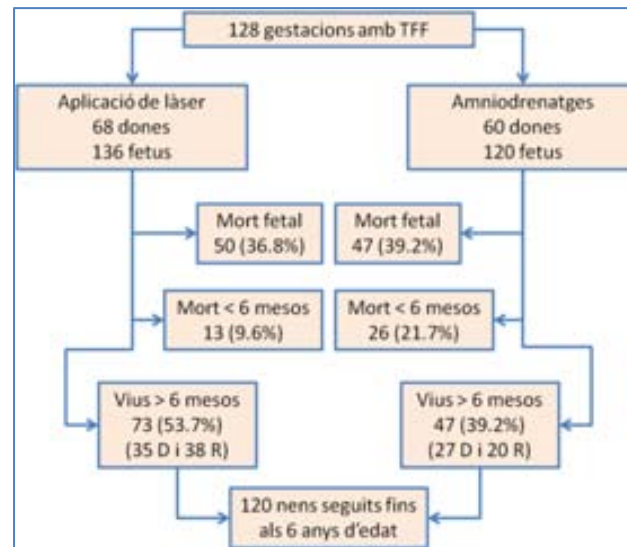 128 gestacions amb TFF
Aplicació de làser
68 dones
136 fetus
Amniodrenatges
60 dones
120 fetus
Mort fetal
50 (36.8%)
Mort fetal
47 (39.2%)
Mort < 6 mesos
13 (9.6%)
Mort < 6 mesos
26 (21.7%)
Vius > 6 mesos
73 (53.7%)
(35 D i 38 R)
Vius > 6 mesos
47 (39.2%)
(27 D i 20 R)
120 nens seguits fins
als 6 anys d'edat